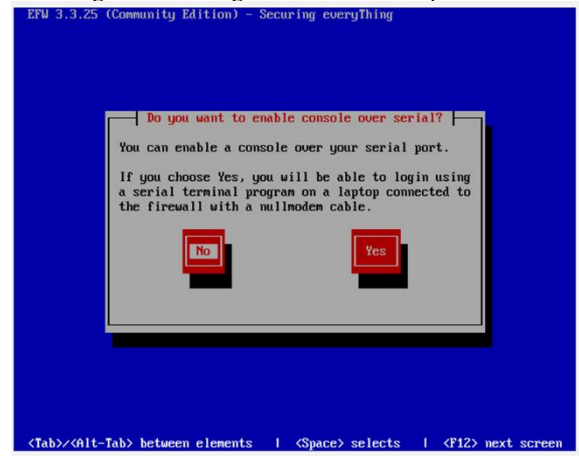 EFW 3.3.25 (Community Edition) - Securing everyThing
Do you want to enable console over serial?
You can enable a console over your serial port.
If you choose Yes, you will be able to login using
a serial terminal program on a laptop connected to
the firewall with a nullmodem cable.
No Yes
<Tab>/<Alt-Tab> between elements | <Space> selects | <F12> next screen